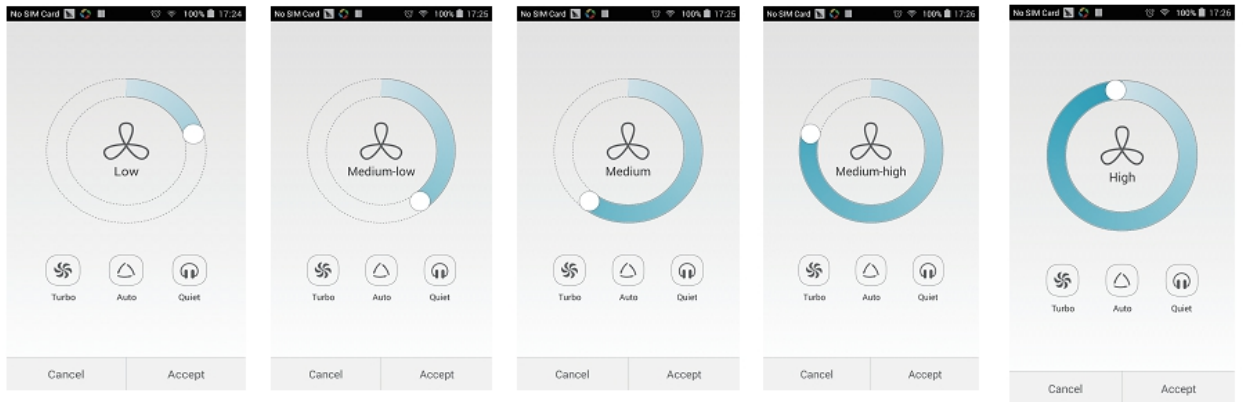 No SIM Card 100% 17:24
Low
Turbo Auto Quiet
Cancel Accept
No SIM Card 100% 17:25
Medium-low
Turbo Auto Quiet
Cancel Accept
No SIM Card 100% 17:25
Medium
Turbo Auto Quiet
Cancel Accept
No SIM Card 100% 17:26
Medium-high
Turbo Auto Quiet
Cancel Accept
No SIM Card 100% 17:26
High
Turbo Auto Quiet
Cancel Accept